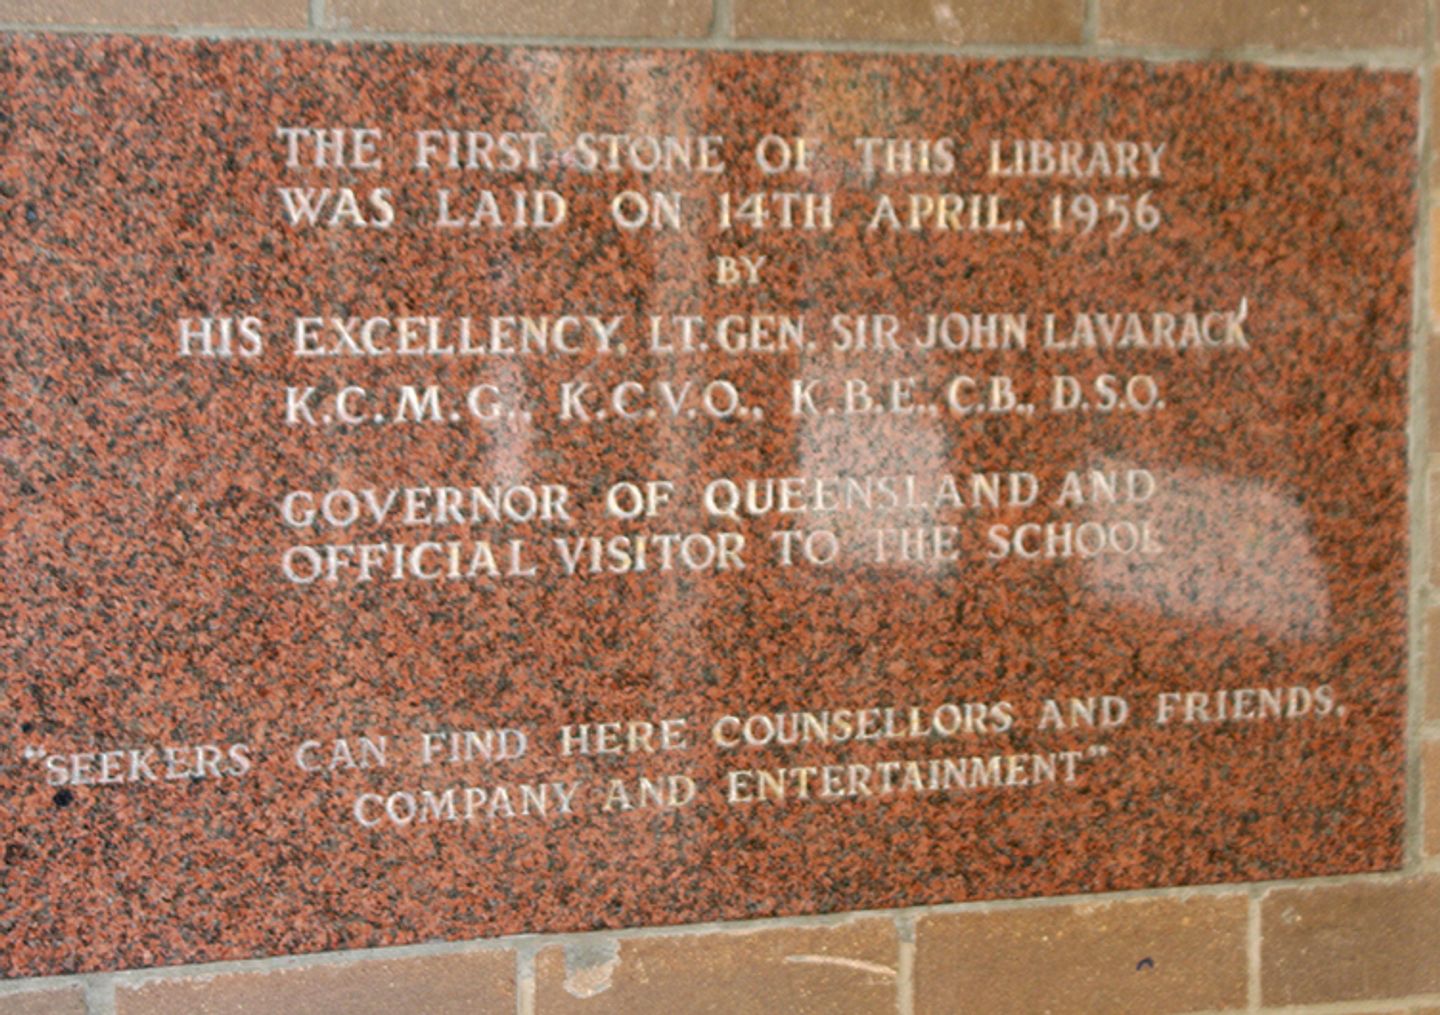 THE FIRST STONE OF THIS LIBRARY
WAS LAID ON 14TH APRIL, 1956
BY
HIS EXCELLENCY, LT. GEN. SIR JOHN LAVARACK
K.C.M.G., K.C.V.O., K.B.E., C.B., D.S.O.
GOVERNOR OF QUEENSLAND AND
OFFICIAL VISITOR TO THE SCHOOL
"SEEKERS CAN FIND HERE COUNSELLORS AND FRIENDS,
COMPANY AND ENTERTAINMENT"